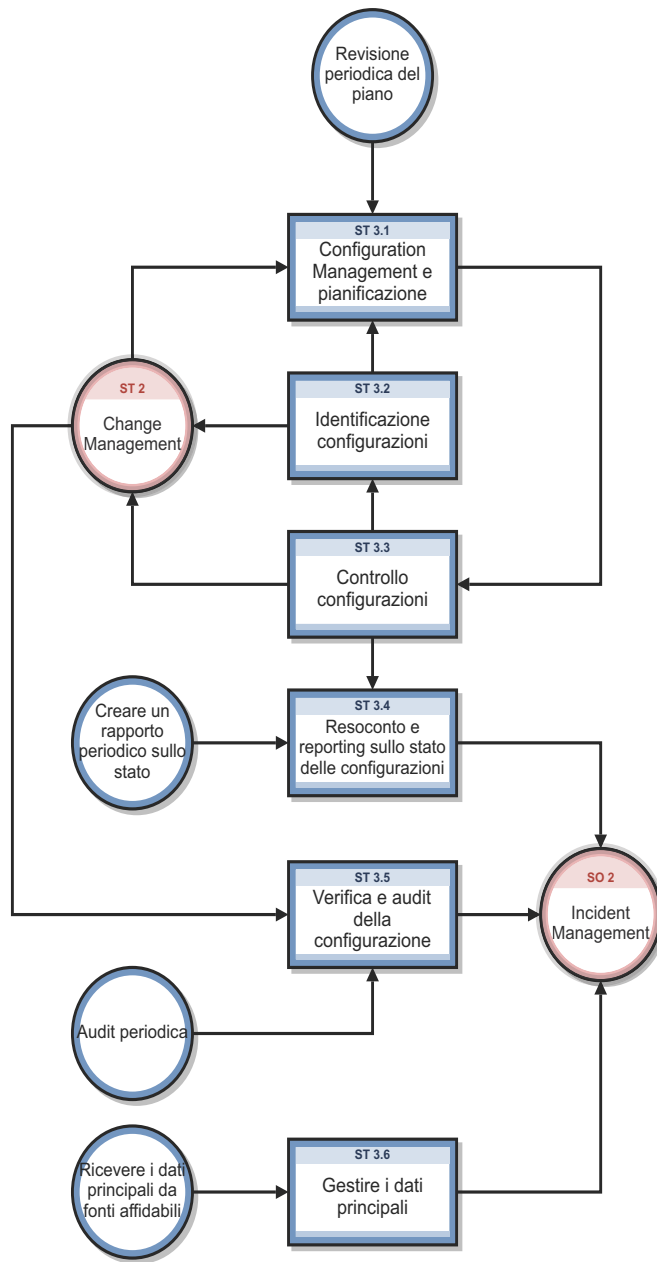 Revisione
periodica del
piano
ST 3.1
Configuration
Management e
pianificazione
ST 2
Change
Management
ST 3.2
Identificazione
configurazioni
ST 3.3
Controllo
configurazioni
Creare un
rapporto
periodico sullo
stato
ST 3.4
Resoconto e
reporting sullo stato
delle configurazioni
ST 3.5
Verifica e audit
della
configurazione
SO 2
Incident
Management
Audit periodica
Ricevere i dati
principali da
fonti affidabili
ST 3.6
Gestire i dati
principali